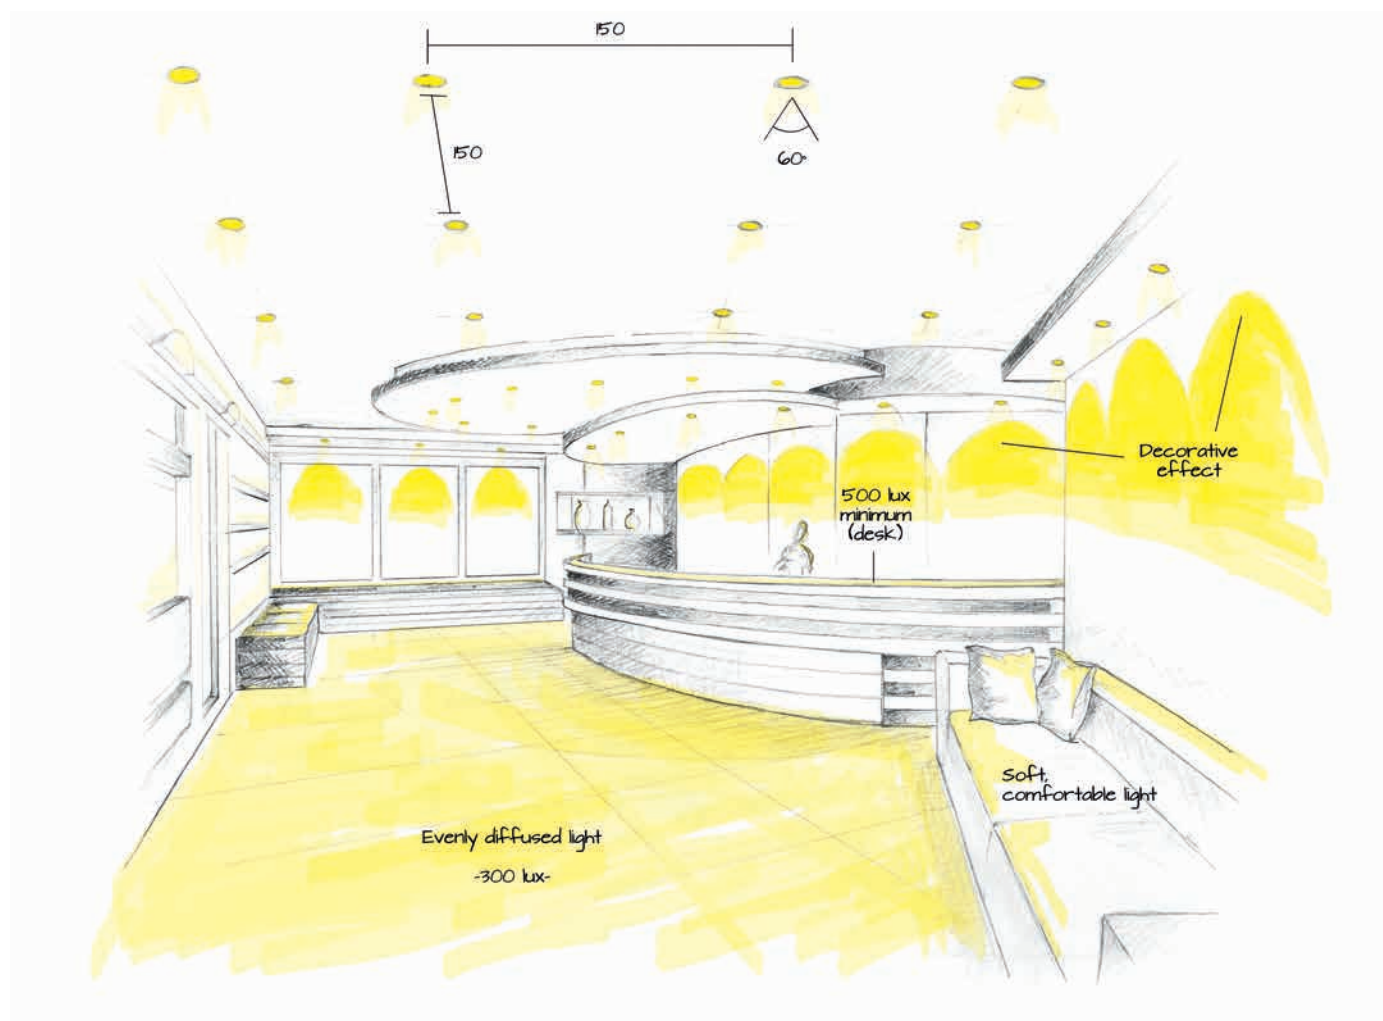 150
150
60°
Decorative
effect
500 lux
minimum
(desk)
Soft,
comfortable light
Evenly diffused light
-300 lux-